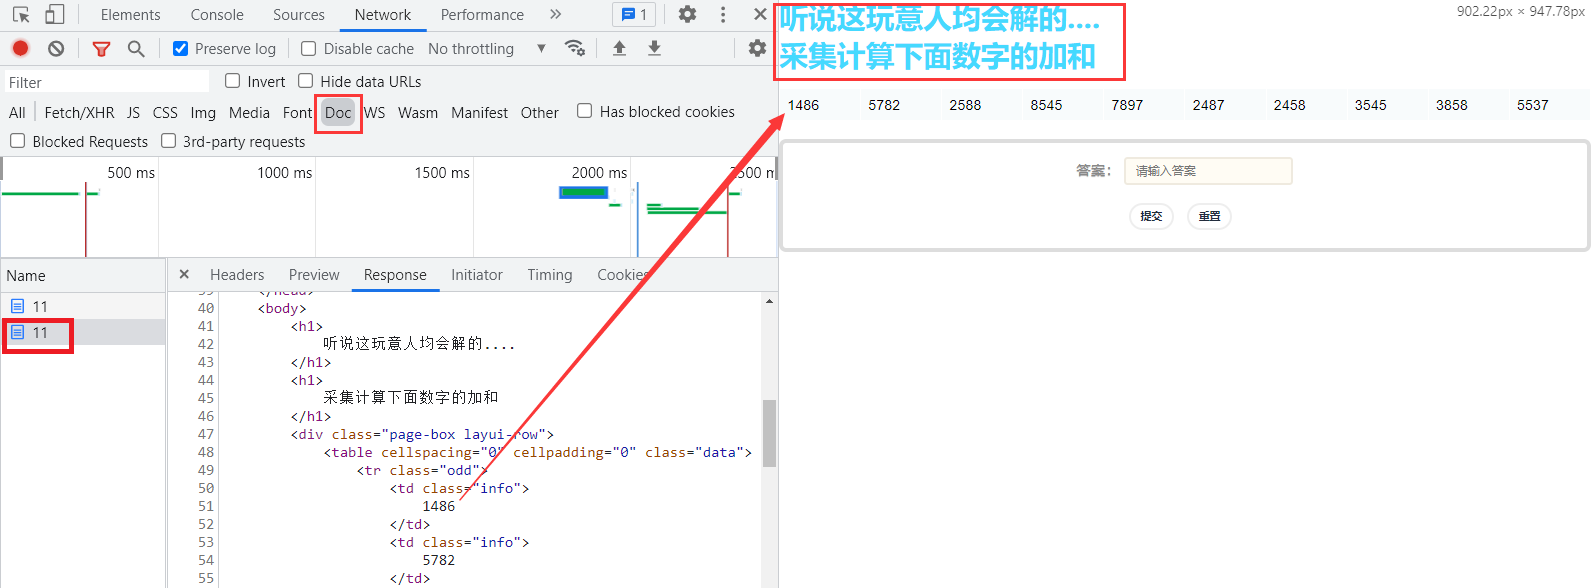 Elements Console Sources Network Performance 1
Preserve log Disable cache No throttling
Filter Invert Hide data URLs
All Fetch/XHR JS CSS Img Media Font Doc WS Wasm Manifest Other Has blocked cookies
Blocked Requests 3rd-party requests
500 ms 1000 ms 1500 ms 2000 ms
Name
11
11
Headers Preview Response Initiator Timing Cookies
40 <body>
41 <h1>
42 听说这玩意人均会解的....
43 </h1>
44 <h1>
45 采集计算下面数字的加和
46 </h1>
47 <div class="page-box layui-row">
48 <table cellspacing="0" cellpadding="0" class="data">
49 <tr class="odd">
50 <td class="info">
51 1486
52 </td>
53 <td class="info">
54 5782
55 </td>
听说这玩意人均会解的....
采集计算下面数字的加和
902.22px × 947.78px
1486 5782 2588 8545 7897 2487 2458 3545 3858 5537
答案： 请输入答案
提交 重置